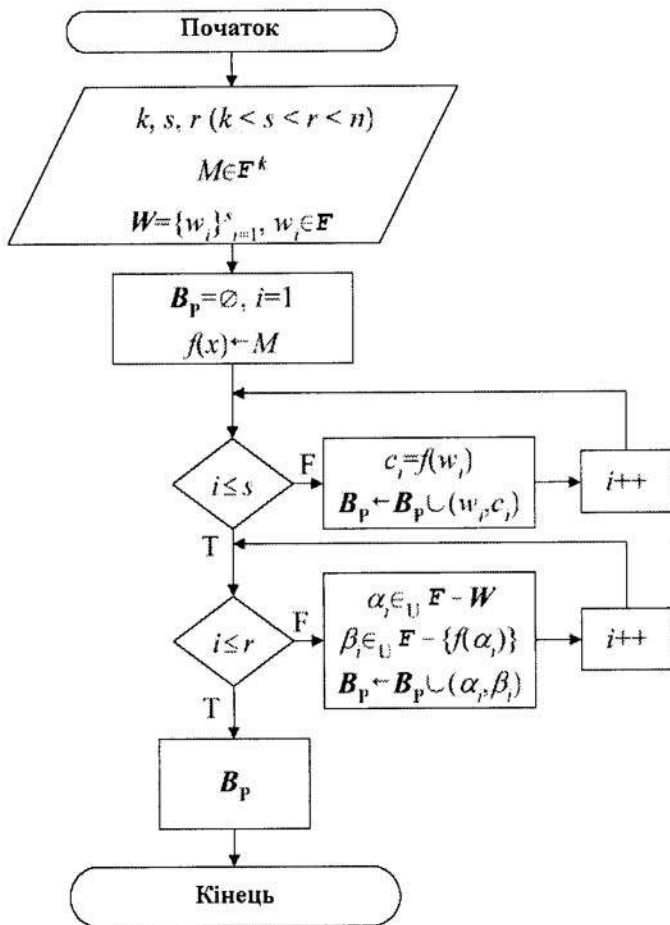 Початок
k, s, r (k < s < r < n)
M∈F^k
W={w_i}^s_{i=1}, w_i∈F
B_P=∅, i=1
f(x)←M
i≤s
F
c_i=f(w_i)
B_P←B_P∪(w_i,c_i)
i++
T
i≤r
F
α_i∈_U F - W
β_i∈_U F - {f(α_i)}
B_P←B_P∪(α_i,β_i)
i++
T
B_P
Кінець